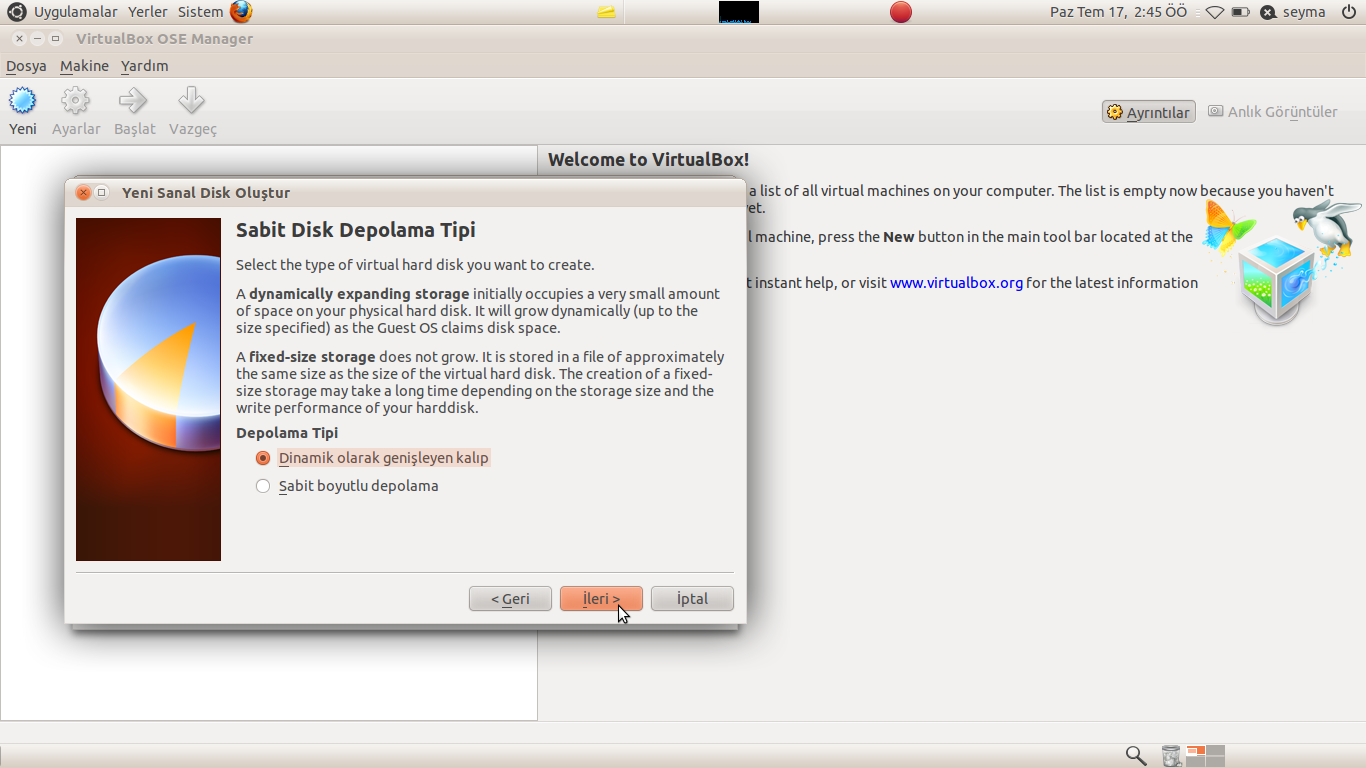 Uygulamalar Yerler Sistem Paz Tem 17, 2:45 ÖÖ seyma
VirtualBox OSE Manager
Dosya Makine Yardım
Yeni Ayarlar Başlat Vazgeç Ayrıntılar Anlık Görüntüler
Welcome to VirtualBox!
a list of all virtual machines on your computer. The list is empty now because you haven't
et.
l machine, press the New button in the main tool bar located at the
t instant help, or visit www.virtualbox.org for the latest information
Yeni Sanal Disk Oluştur
Sabit Disk Depolama Tipi
Select the type of virtual hard disk you want to create.
A dynamically expanding storage initially occupies a very small amount
of space on your physical hard disk. It will grow dynamically (up to the
size specified) as the Guest OS claims disk space.
A fixed-size storage does not grow. It is stored in a file of approximately
the same size as the size of the virtual hard disk. The creation of a fixed-
size storage may take a long time depending on the storage size and the
write performance of your harddisk.
Depolama Tipi
Dinamik olarak genişleyen kalıp
Sabit boyutlu depolama
< Geri İleri > İptal